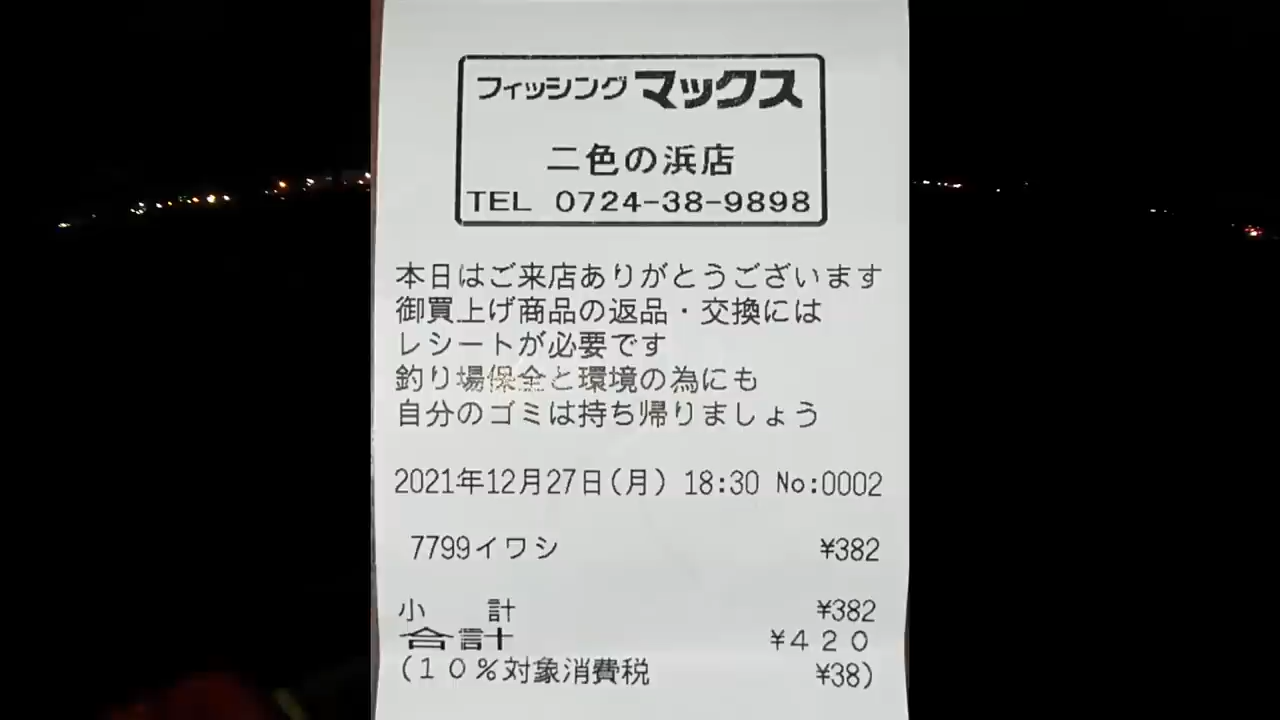 フィッシングマックス
二色の浜店
TEL 0724-38-9898
本日はご来店ありがとうございます
御買上げ商品の返品・交換には
レシートが必要です
釣り場保全と環境の為にも
自分のゴミは持ち帰りましょう
2021年12月27日(月) 18:30 No:0002
7799イワシ ¥382
小計 ¥382
合計 ¥420
(10%対象消費税 ¥38)